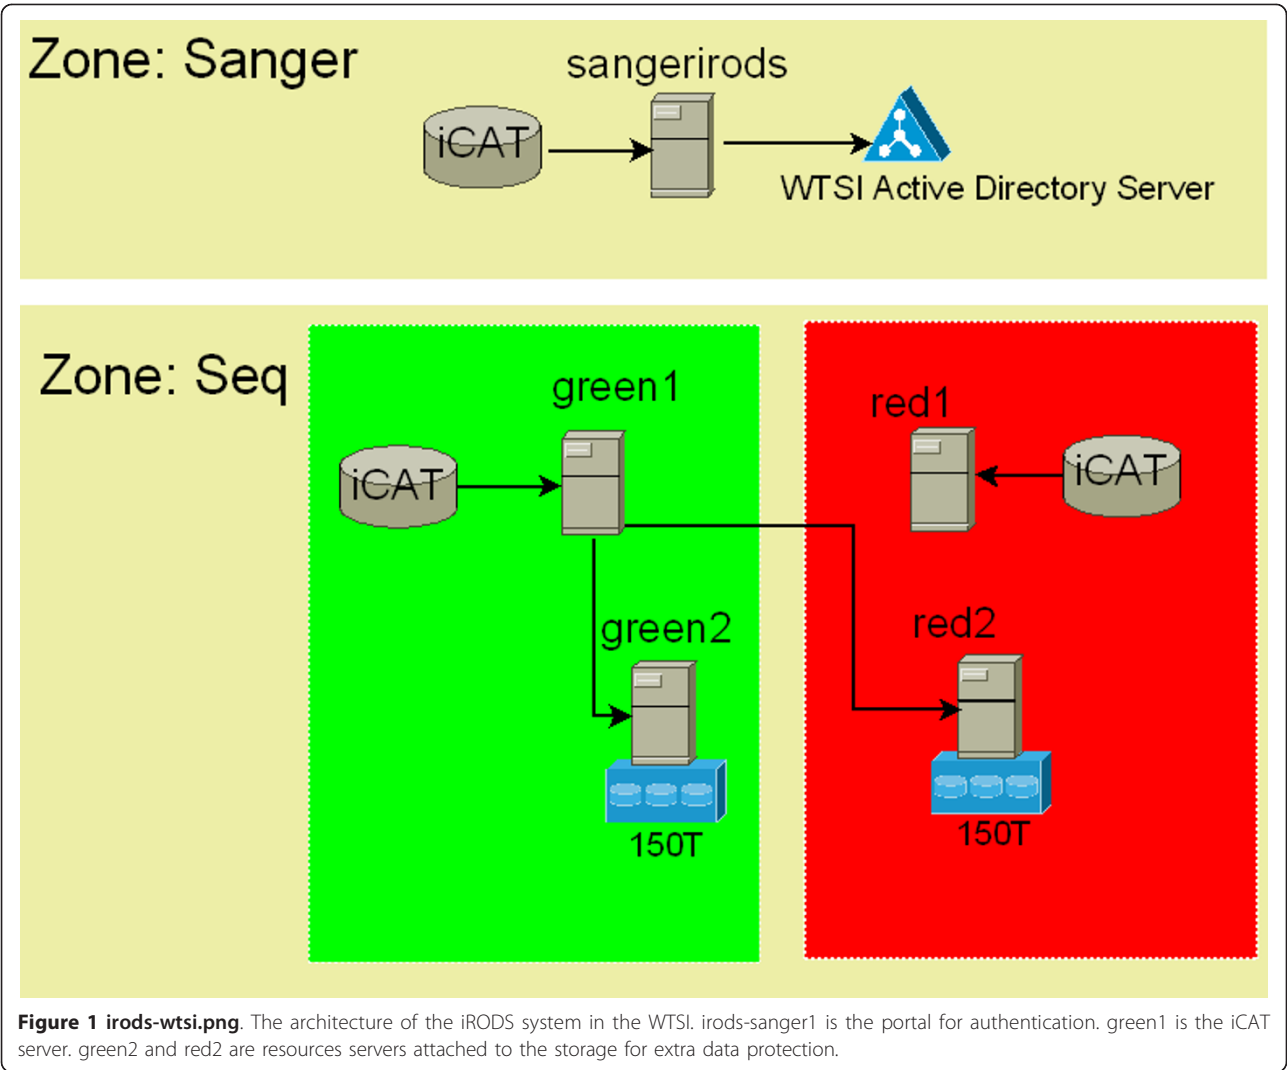 Zone: Sanger
sangerirods
iCAT
WTSI Active Directory Server
Zone: Seq
green1
iCAT
green2
150T
red1
iCAT
red2
150T
Figure 1 irods-wtsi.png. The architecture of the iRODS system in the WTSI. irods-sanger1 is the portal for authentication. green1 is the iCAT
server. green2 and red2 are resources servers attached to the storage for extra data protection.